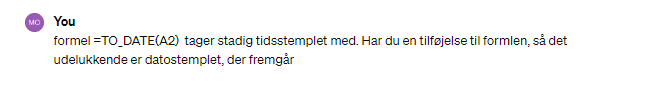 MO You
formel =TO_DATE(A2) tager stadig tidsstemplet med. Har du en tilføjelse til formlen, så det
udelukkende er datostemplet, der fremgår